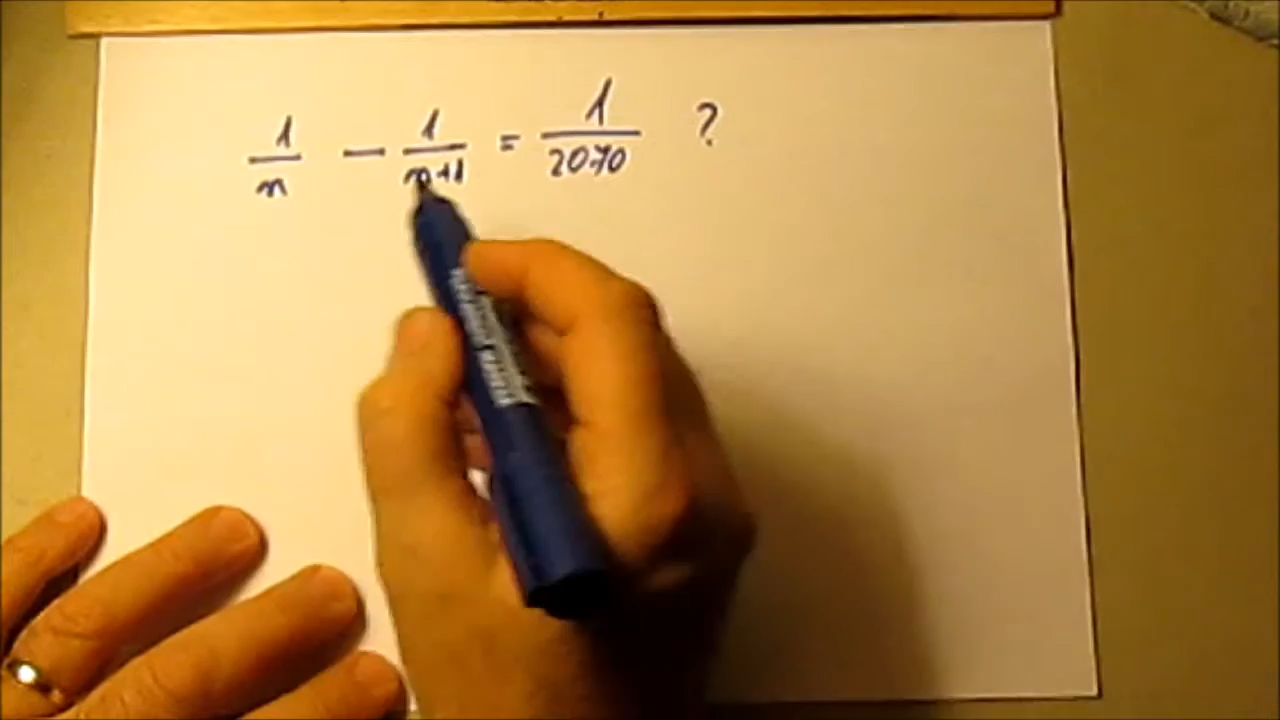 1/n - 1/n+1 = 1/2070 ?